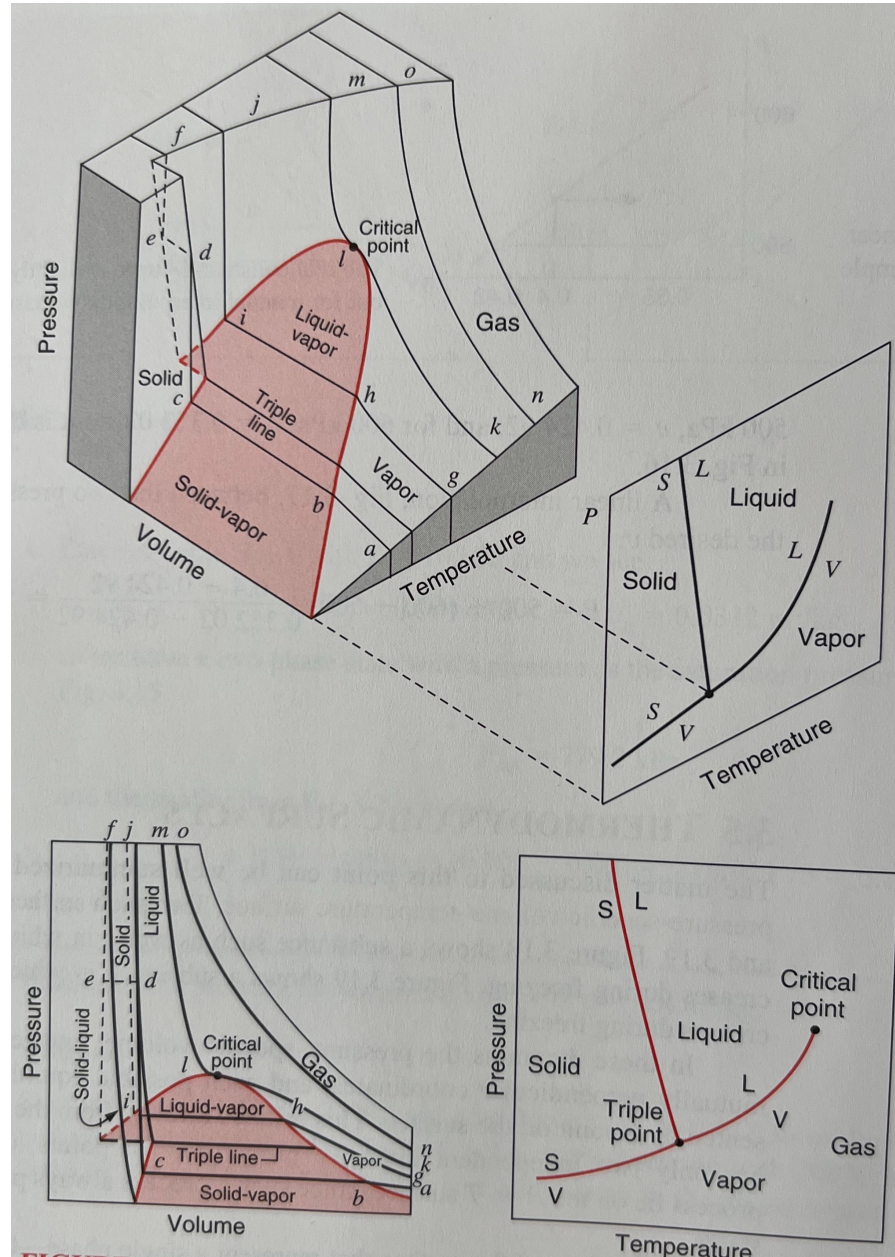 o
m
j
f
e
d
Critical
point
l
Pressure
Gas
Liquid-
vapor
i
Solid
c
h
n
Triple
line
k
Vapor
g
Solid-vapor
b
a
Volume
Temperature
P
S
L
Liquid
L
V
Solid
Vapor
S
V
Temperature
f j m o
Solid
Liquid
e
d
Pressure
Solid-liquid
Critical
point
l
Gas
i
Liquid-vapor
h
n
Triple line
Vapor
k
c
g
Solid-vapor
b
a
Volume
S
L
Critical
point
Pressure
Liquid
Solid
L
Triple
point
V
Gas
S
V
Vapor
Temperature